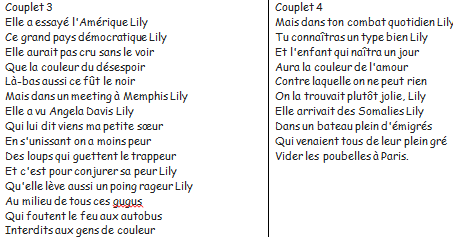 Couplet 3
Elle a essayé l'Amérique Lily
Ce grand pays démocratique Lily
Elle aurait pas cru sans le voir
Que la couleur du désespoir
Là-bas aussi ce fût le noir
Mais dans un meeting à Memphis Lily
Elle a vu Angela Davis Lily
Qui lui dit viens ma petite sœur
En s'unissant on a moins peur
Des loups qui guettent le trappeur
Et c'est pour conjurer sa peur Lily
Qu'elle lève aussi un poing rageur Lily
Au milieu de tous ces gugus
Qui foutent le feu aux autobus
Interdits aux gens de couleur
Couplet 4
Mais dans ton combat quotidien Lily
Tu connaîtras un type bien Lily
Et l'enfant qui naîtra un jour
Aura la couleur de l'amour
Contre laquelle on ne peut rien
On la trouvait plutôt jolie, Lily
Elle arrivait des Somalies Lily
Dans un bateau plein d'émigrés
Qui venaient tous de leur plein gré
Vider les poubelles à Paris.